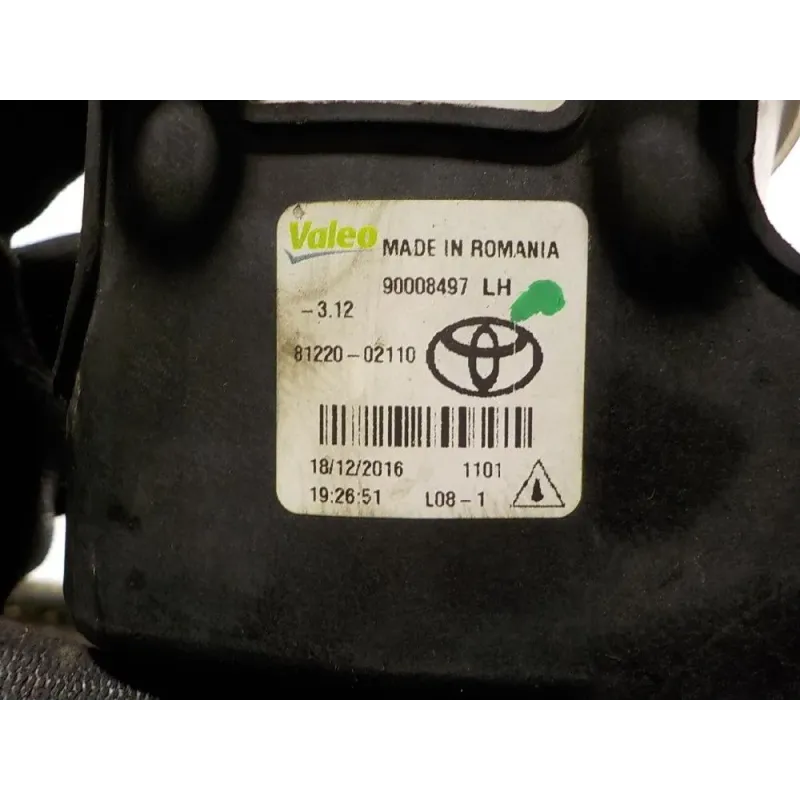 Valeo MADE IN ROMANIA
90008497 LH
-3.12
81220-02110
18/12/2016 1101
19:26:51 L08-1